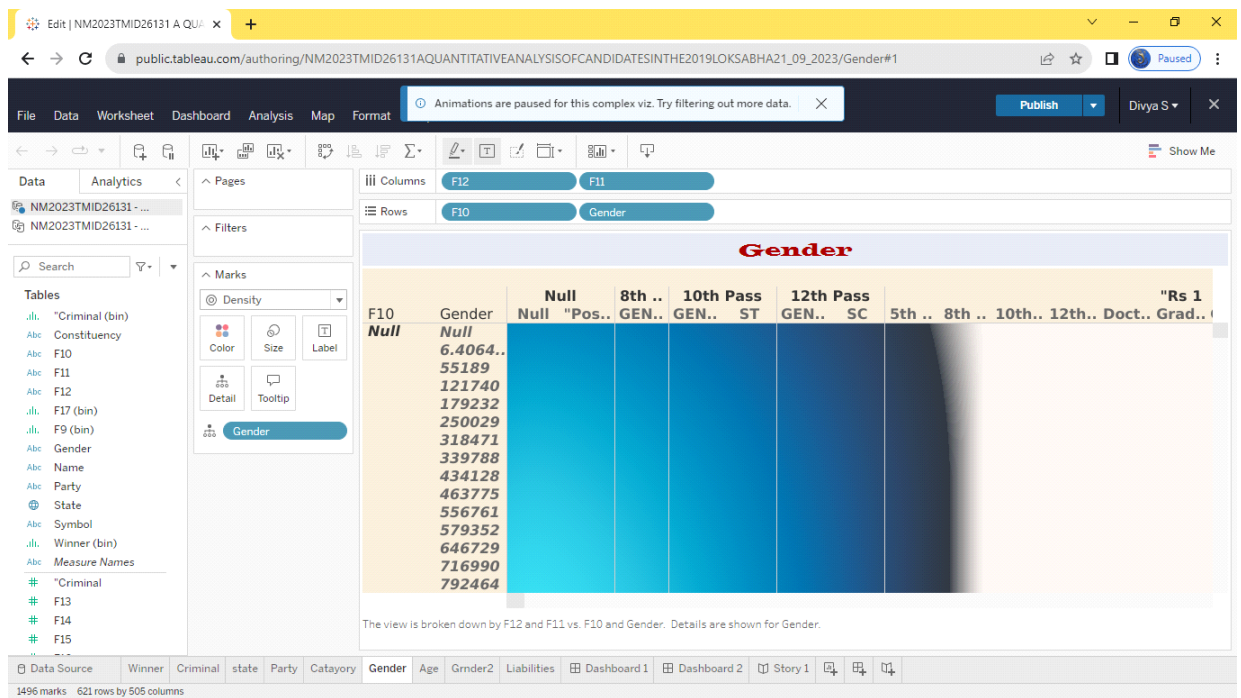 Edit | NM2023TMID26131 A QUA
public.tableau.com/authoring/NM2023TMID26131AQUANTITATIVEANALYSISOFCANDIDATESINTHE2019LOKSABHA21_09_2023/Gender#1
Paused
Animations are paused for this complex viz. Try filtering out more data.
File Data Worksheet Dashboard Analysis Map Format
Publish
Divya S
Show Me
Data Analytics
Pages
Columns F12 F11
NM2023TMID26131 - ...
Rows F10 Gender
NM2023TMID26131 - ...
Filters
Gender
Search
Marks
Tables
Density
Null 8th .. 10th Pass 12th Pass "Rs 1
F10 Gender Null "Pos.. GEN.. GEN.. ST GEN.. SC 5th .. 8th .. 10th.. 12th.. Doct.. Grad..
"Criminal (bin)
Constituency
F10
F11
F12
F17 (bin)
F9 (bin)
Gender
Name
Party
State
Symbol
Winner (bin)
Measure Names
"Criminal
F13
F14
F15
Color Size Label
Detail Tooltip
Gender
Null Null
6.4064..
55189
121740
179232
250029
318471
339788
434128
463775
556761
579352
646729
716990
792464
The view is broken down by F12 and F11 vs. F10 and Gender. Details are shown for Gender.
Data Source Winner Criminal state Party Catayory Gender Age Grnder2 Liabilities Dashboard 1 Dashboard 2 Story 1
1496 marks 621 rows by 505 columns